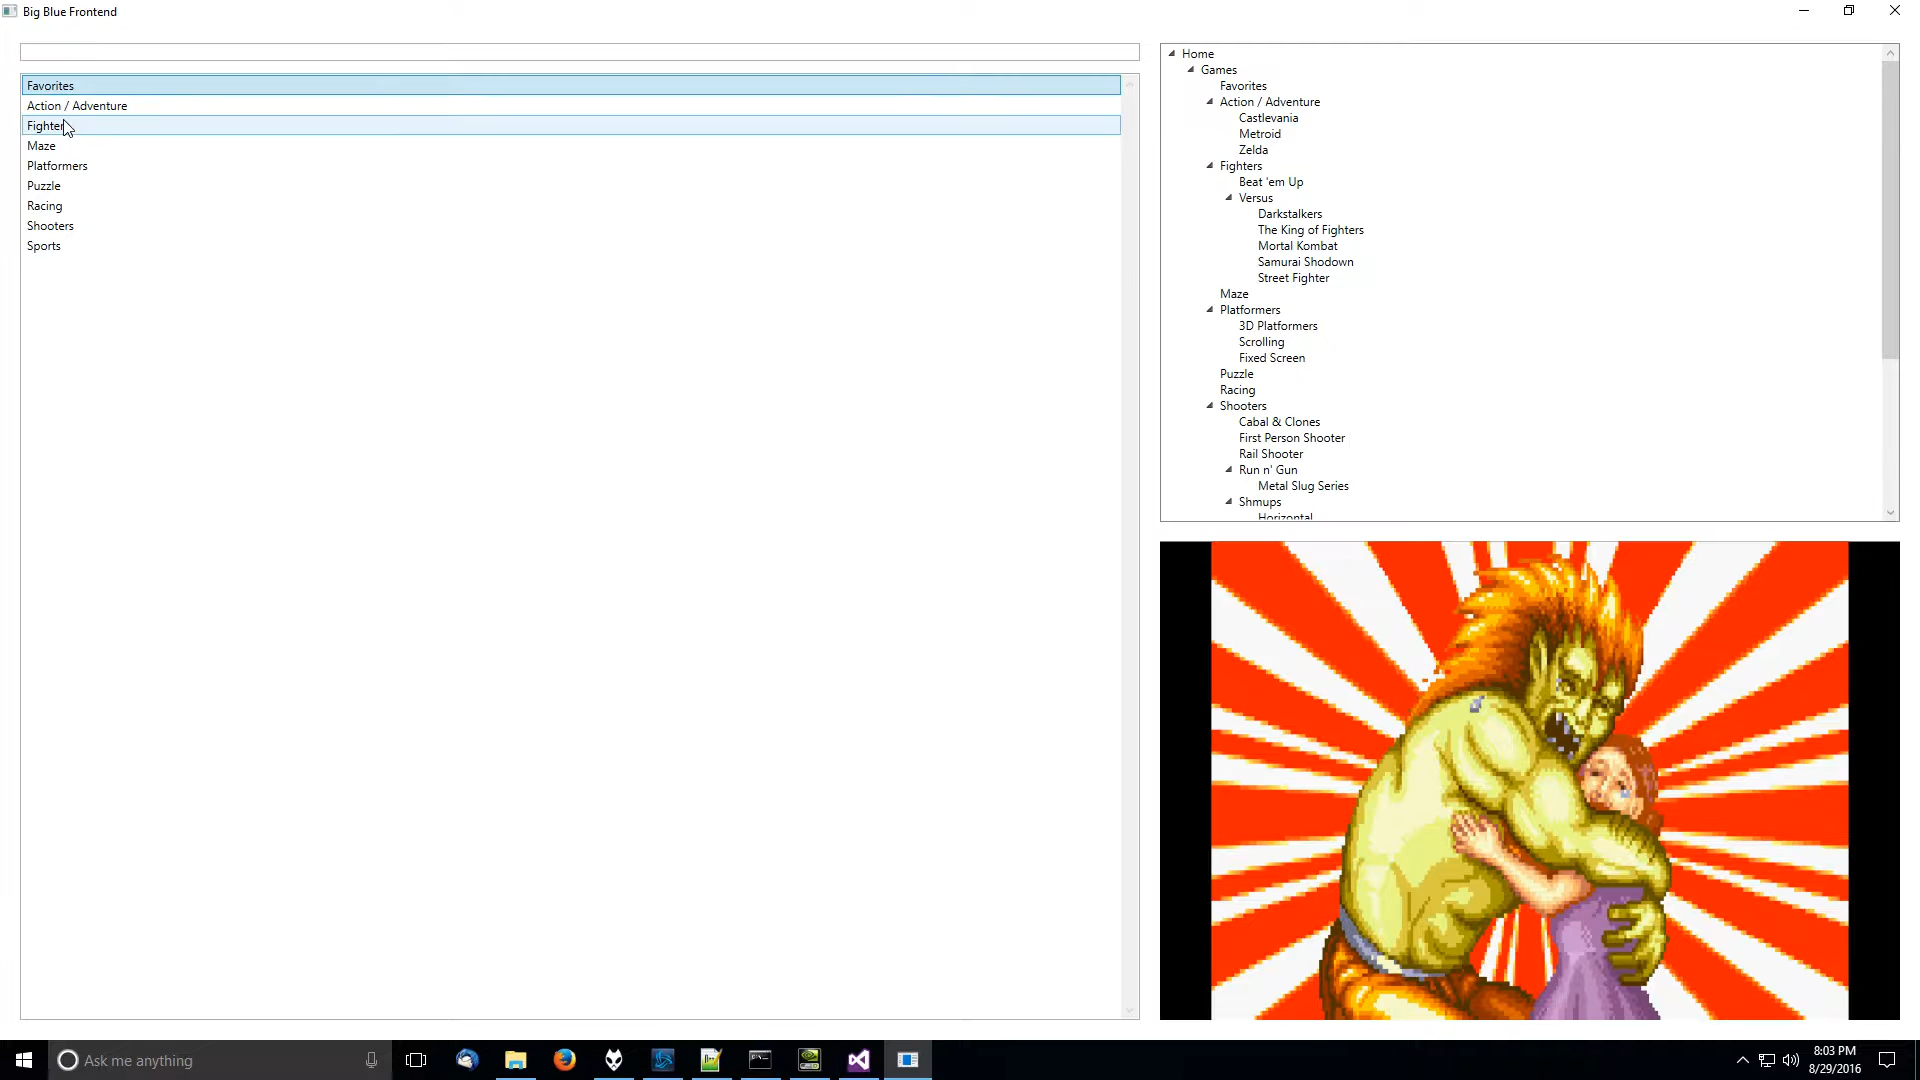 Big Blue Frontend
Favorites
Action / Adventure
Fighter
Maze
Platformers
Puzzle
Racing
Shooters
Sports
Home
Games
Favorites
Action / Adventure
Castlevania
Metroid
Zelda
Fighters
Beat 'em Up
Versus
Darkstalkers
The King of Fighters
Mortal Kombat
Samurai Shodown
Street Fighter
Maze
Platformers
3D Platformers
Scrolling
Fixed Screen
Puzzle
Racing
Shooters
Cabal & Clones
First Person Shooter
Rail Shooter
Run n' Gun
Metal Slug Series
Shmups
Horizontal
Ask me anything
8:03 PM
8/29/2016